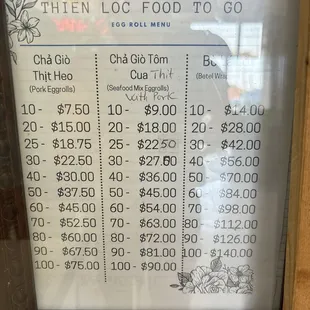 THIEN LOC FOOD TO GO
EGG ROLL MENU
Chả Giò
Thịt Heo
(Pork Eggrolls)
10 - $7.50
20 - $15.00
25 - $18.75
30 - $22.50
40 - $30.00
50 - $37.50
60 - $45.00
70 - $52.50
80 - $60.00
90 - $67.50
100 - $75.00
Chả Giò Tôm
Cua Thịt
(Seafood Mix Eggrolls)
With Pork
10 - $9.00
20 - $18.00
25 - $22.50
30 - $27.00
40 - $36.00
50 - $45.00
60 - $54.00
70 - $63.00
80 - $72.00
90 - $81.00
100 - $90.00
(Betel
10 - $14.00
20 - $28.00
30 - $42.00
40 - $56.00
50 - $70.00
60 - $84.00
70 - $98.00
80 - $112.00
90 - $126.00
100 - $140.00